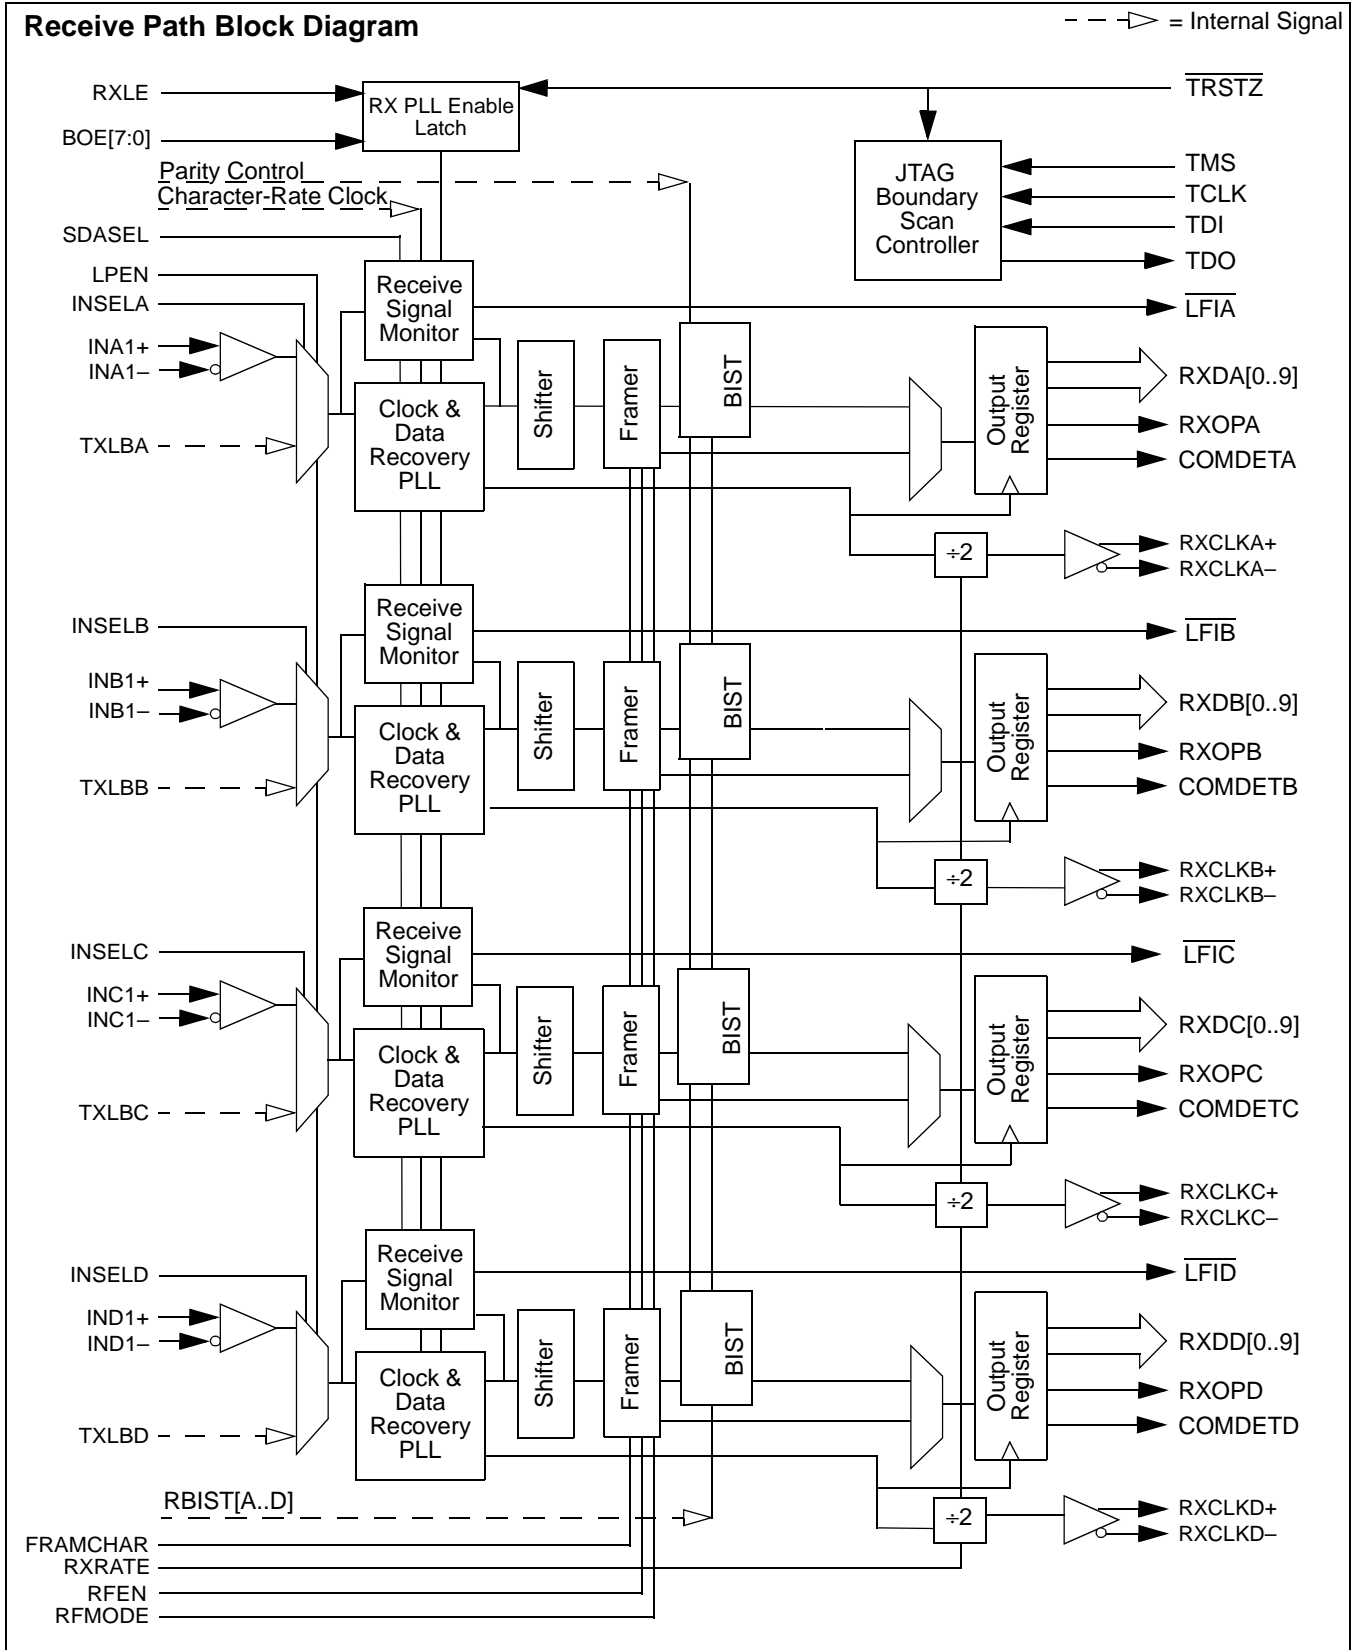 Receive Path Block Diagram
= Internal Signal
RXLE
BOE[7:0]
RX PLL Enable
Latch
TRSTZ
JTAG
Boundary
Scan
Controller
TMS
TCLK
TDI
TDO
Parity Control
Character-Rate Clock
SDASEL
LPEN
INSELA
INA1+
INA1–
TXLBA
Receive
Signal
Monitor
Clock &
Data
Recovery
PLL
Shifter
Framer
BIST
Output
Register
LFIA
RXDA[0..9]
RXOPA
COMDETA
÷2
RXCLKA+
RXCLKA–
INSELB
INB1+
INB1–
TXLBB
Receive
Signal
Monitor
Clock &
Data
Recovery
PLL
Shifter
Framer
BIST
Output
Register
LFIB
RXDB[0..9]
RXOPB
COMDETB
÷2
RXCLKB+
RXCLKB–
INSELC
INC1+
INC1–
TXLBC
Receive
Signal
Monitor
Clock &
Data
Recovery
PLL
Shifter
Framer
BIST
Output
Register
LFIC
RXDC[0..9]
RXOPC
COMDETC
÷2
RXCLKC+
RXCLKC–
INSELD
IND1+
IND1–
TXLBD
Receive
Signal
Monitor
Clock &
Data
Recovery
PLL
Shifter
Framer
BIST
Output
Register
LFID
RXDD[0..9]
RXOPD
COMDETD
÷2
RXCLKD+
RXCLKD–
RBIST[A..D]
FRAMCHAR
RXRATE
RFEN
RFMODE